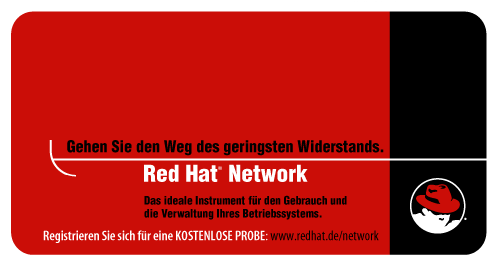 Gehen Sie den Weg des geringsten Widerstands.
Red Hat® Network
Das ideale Instrument für den Gebrauch und
die Verwaltung Ihres Betriebssystems.
Registrieren Sie sich für eine KOSTENLOSE PROBE: www.redhat.de/network